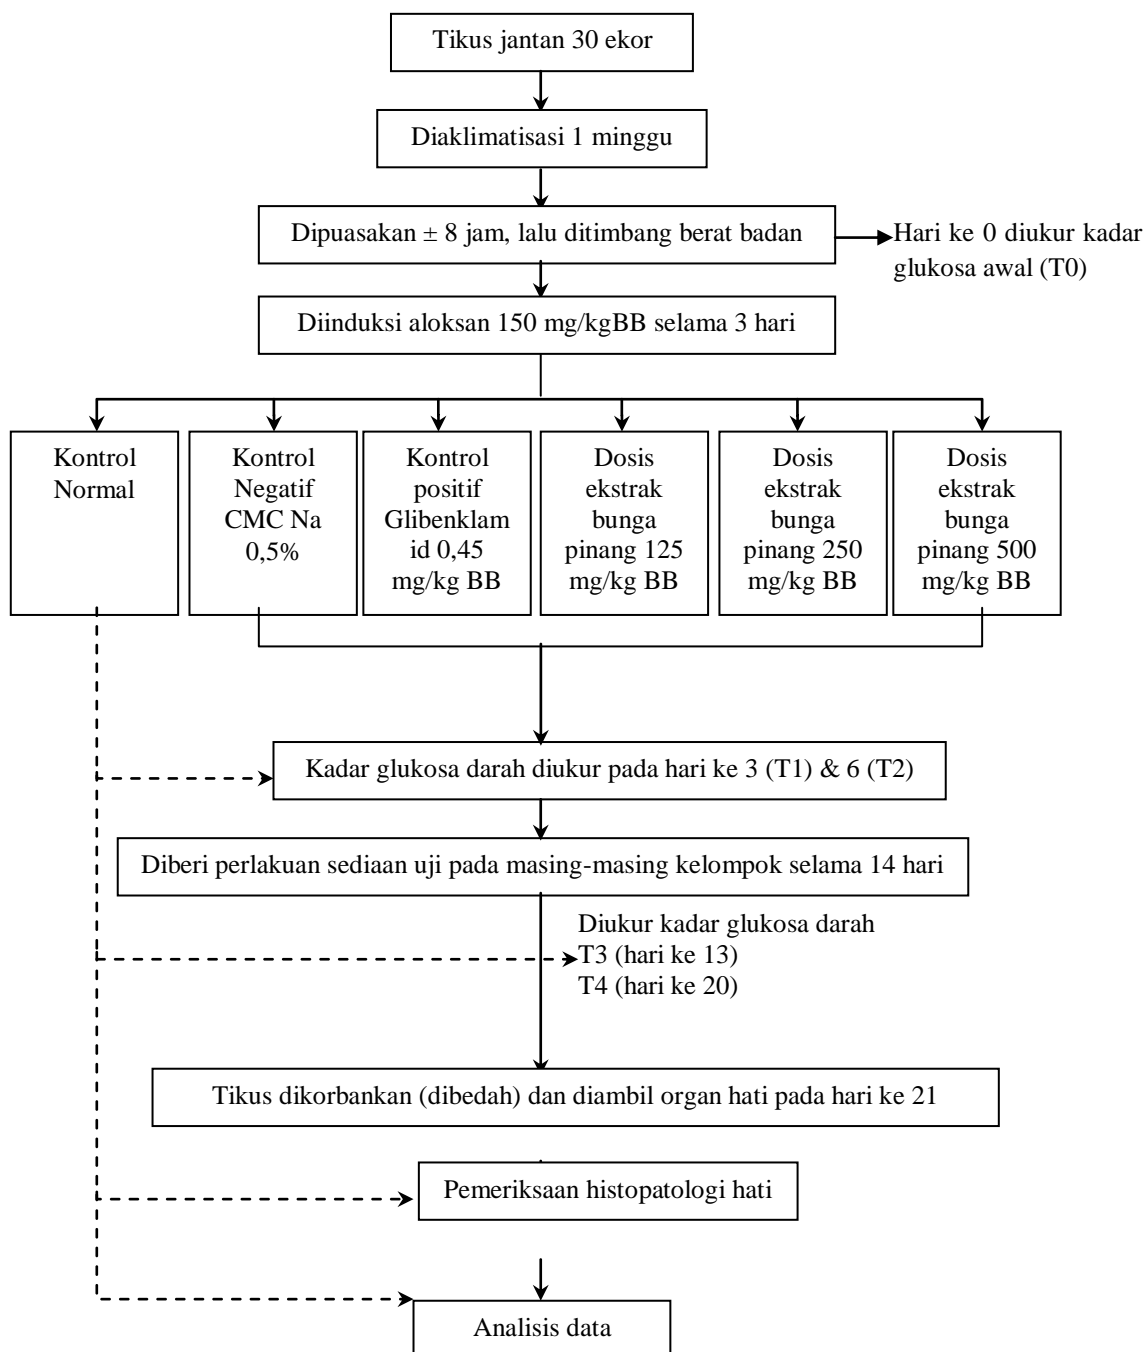 Tikus jantan 30 ekor
Diaklimatisasi 1 minggu
Dipuasakan ± 8 jam, lalu ditimbang berat badan
Hari ke 0 diukur kadar
glukosa awal (T0)
Diinduksi aloksan 150 mg/kgBB selama 3 hari
Kontrol
Normal
Kontrol
Negatif
CMC Na
0,5%
Kontrol
positif
Glibenklam
id 0,45
mg/kg BB
Dosis
ekstrak
bunga
pinang 125
mg/kg BB
Dosis
ekstrak
bunga
pinang 250
mg/kg BB
Dosis
ekstrak
bunga
pinang 500
mg/kg BB
Kadar glukosa darah diukur pada hari ke 3 (T1) & 6 (T2)
Diberi perlakuan sediaan uji pada masing-masing kelompok selama 14 hari
Diukur kadar glukosa darah
T3 (hari ke 13)
T4 (hari ke 20)
Tikus dikorbankan (dibedah) dan diambil organ hati pada hari ke 21
Pemeriksaan histopatologi hati
Analisis data